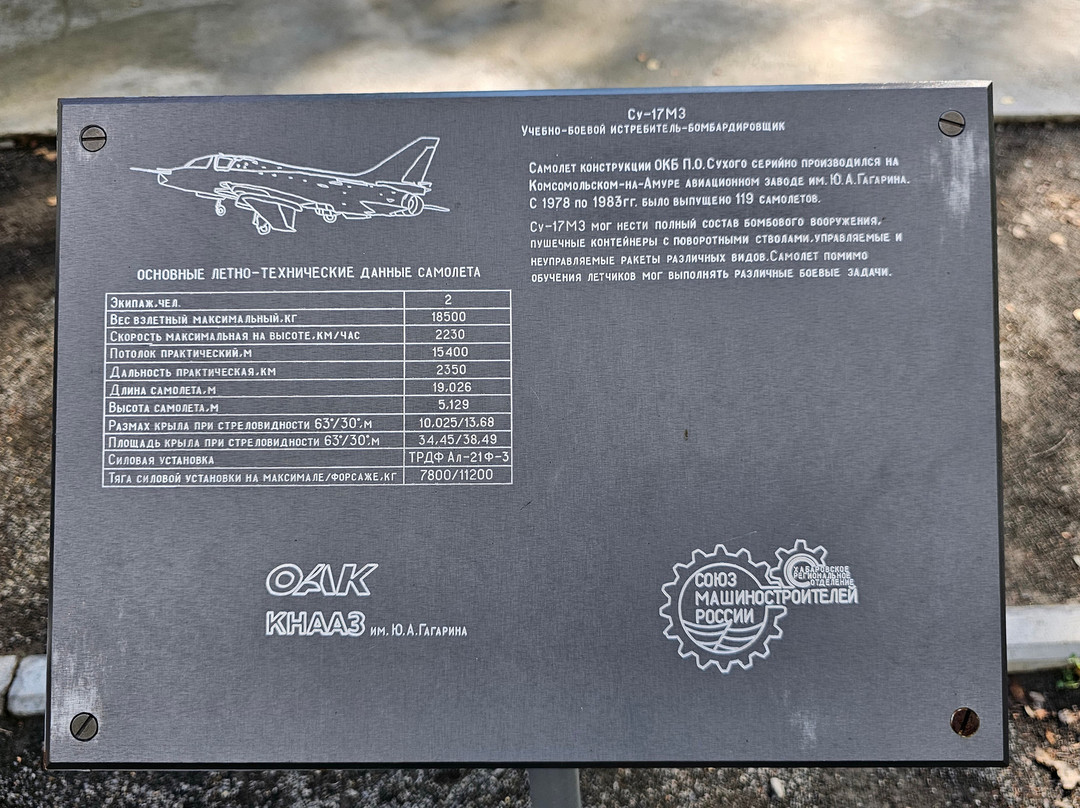 Су-17М3
Учебно-боевой истребитель-бомбардировщик
Самолет конструкции ОКБ П.О.Сухого серийно производился на
Комсомольском-на-Амуре авиационном заводе им. Ю.А.Гагарина.
С 1978 по 1983гг. было выпущено 119 самолетов.
Су-17М3 мог нести полный состав бомбового вооружения,
пушечные контейнеры с поворотными стволами,управляемые и
неуправляемые ракеты различных видов.Самолет помимо
обучения летчиков мог выполнять различные боевые задачи.
ОСНОВНЫЕ ЛЕТНО-ТЕХНИЧЕСКИЕ ДАННЫЕ САМОЛЕТА
Экипаж,чел. 2
Вес взлетный максимальный,кг 18500
Скорость максимальная на высоте,км/час 2230
Потолок практический,м 15400
Дальность практическая,км 2350
Длина самолета,м 19,026
Высота самолета,м 5,129
Размах крыла при стреловидности 63°/30°,м 10,025/13,68
Площадь крыла при стреловидности 63°/30°,м 34,45/38,49
Силовая установка ТРДФ Ал-21Ф-3
Тяга силовой установки на максимале/форсаже,кг 7800/11200
ОАК
КНААЗ им. Ю.А.Гагарина
СОЮЗ
МАШИНОСТРОИТЕЛЕЙ
РОССИИ
ХАБАРОВСКОЕ
РЕГИОНАЛЬНОЕ
ОТДЕЛЕНИЕ